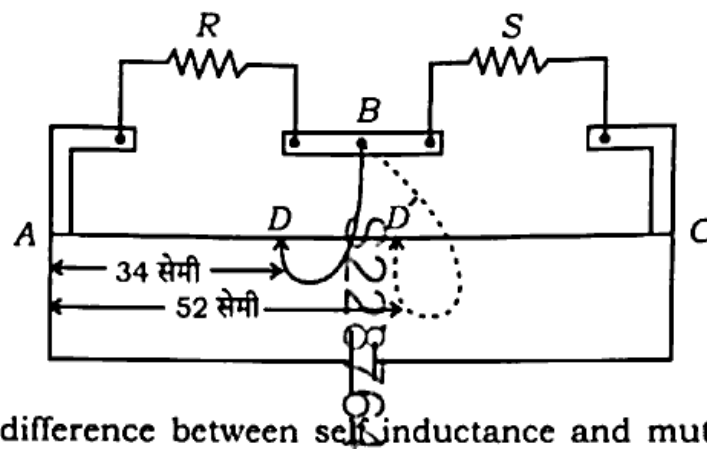 R S
B
A D D' C
34 सेमी
52 सेमी
difference between self inductance and mut